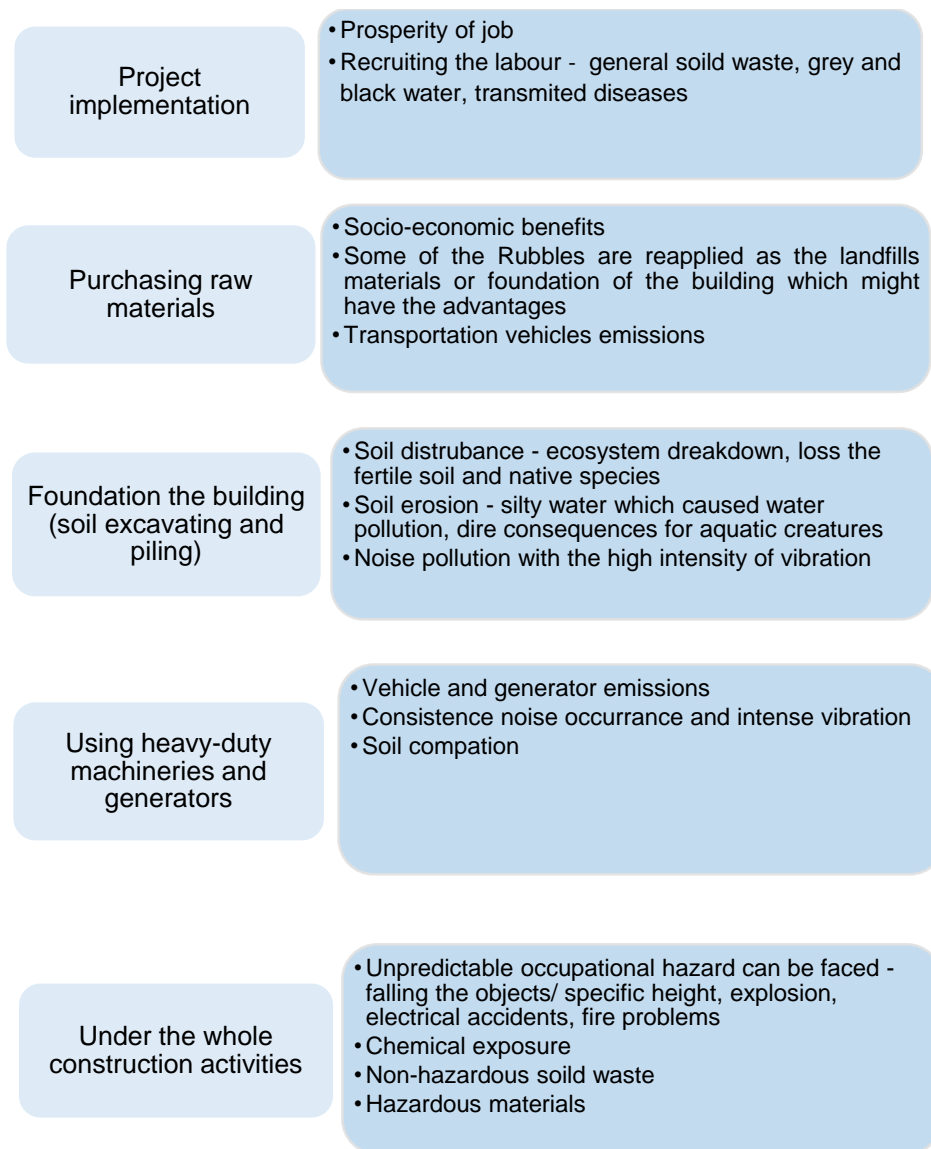 Project
implementation
•Prosperity of job
•Recruiting the labour - general soild waste, grey and
black water, transmited diseases
Purchasing raw
materials
•Socio-economic benefits
•Some of the Rubbles are reapplied as the landfills
materials or foundation of the building which might
have the advantages
•Transportation vehicles emissions
Foundation the building
(soil excavating and
piling)
•Soil distrubance - ecosystem dreakdown, loss the
fertile soil and native species
•Soil erosion - silty water which caused water
pollution, dire consequences for aquatic creatures
•Noise pollution with the high intensity of vibration
Using heavy-duty
machineries and
generators
•Vehicle and generator emissions
•Consistence noise occurrance and intense vibration
•Soil compation
Under the whole
construction activities
•Unpredictable occupational hazard can be faced -
falling the objects/ specific height, explosion,
electrical accidents, fire problems
•Chemical exposure
•Non-hazardous soild waste
•Hazardous materials